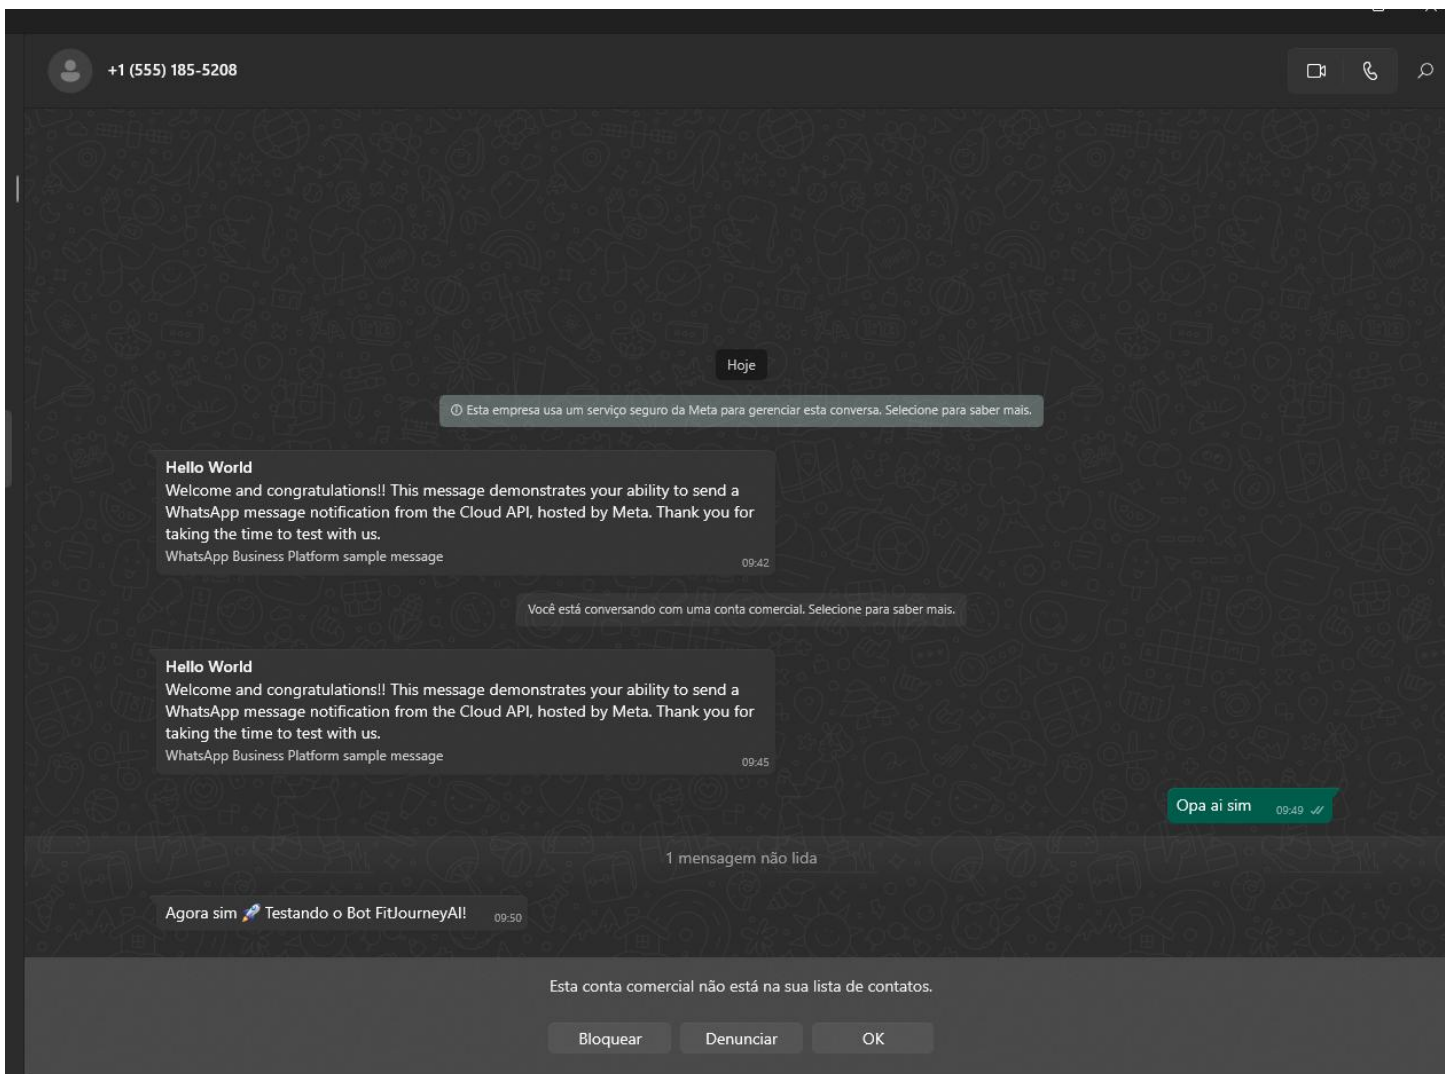 +1 (555) 185-5208
Hoje
Esta empresa usa um serviço seguro da Meta para gerenciar esta conversa. Selecione para saber mais.
Hello World
Welcome and congratulations!! This message demonstrates your ability to send a
WhatsApp message notification from the Cloud API, hosted by Meta. Thank you for
taking the time to test with us.
WhatsApp Business Platform sample message
09:42
Você está conversando com uma conta comercial. Selecione para saber mais.
Hello World
Welcome and congratulations!! This message demonstrates your ability to send a
WhatsApp message notification from the Cloud API, hosted by Meta. Thank you for
taking the time to test with us.
WhatsApp Business Platform sample message
09:45
Opa ai sim 09:49
1 mensagem não lida
Agora sim 🚀 Testando o Bot FitJourneyAI! 09:50
Esta conta comercial não está na sua lista de contatos.
Bloquear Denunciar OK